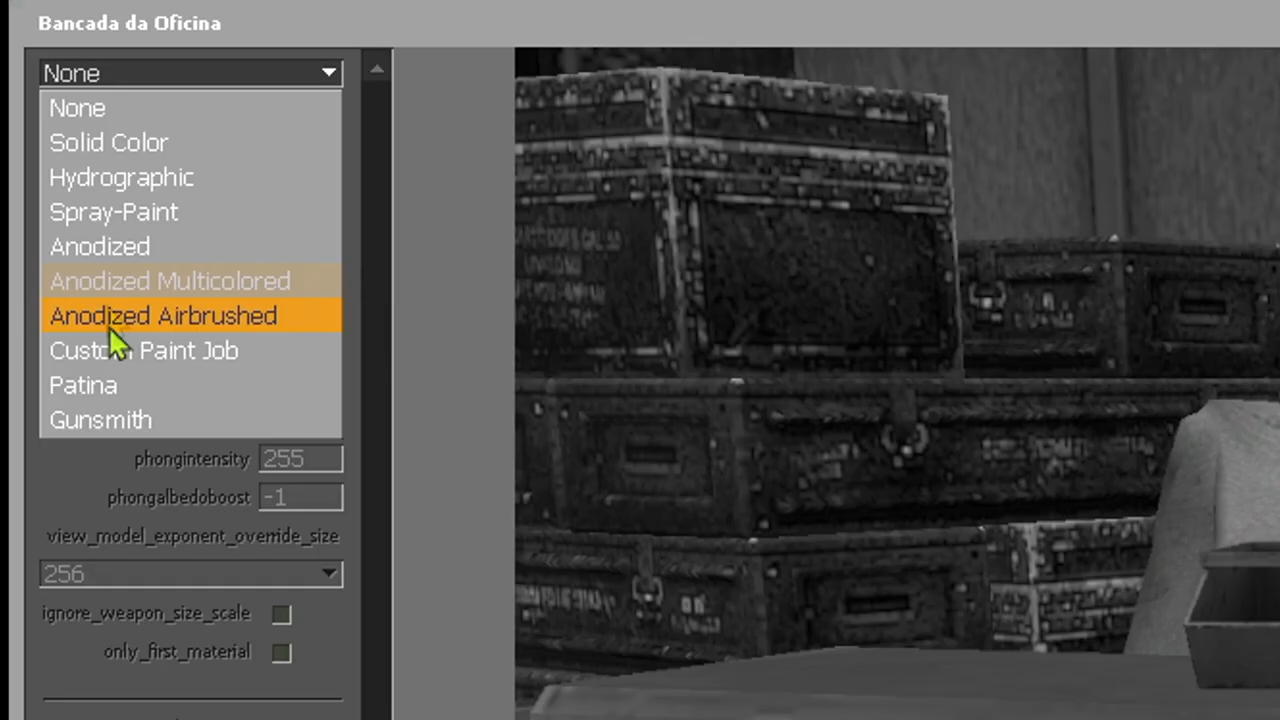 Bancada da Oficina
None
None
Solid Color
Hydrographic
Spray-Paint
Anodized
Anodized Multicolored
Anodized Airbrushed
Custom Paint Job
Patina
Gunsmith
phongintensity 255
phongalbedoboost -1
view_model_exponent_override_size
256
ignore_weapon_size_scale
only_first_material